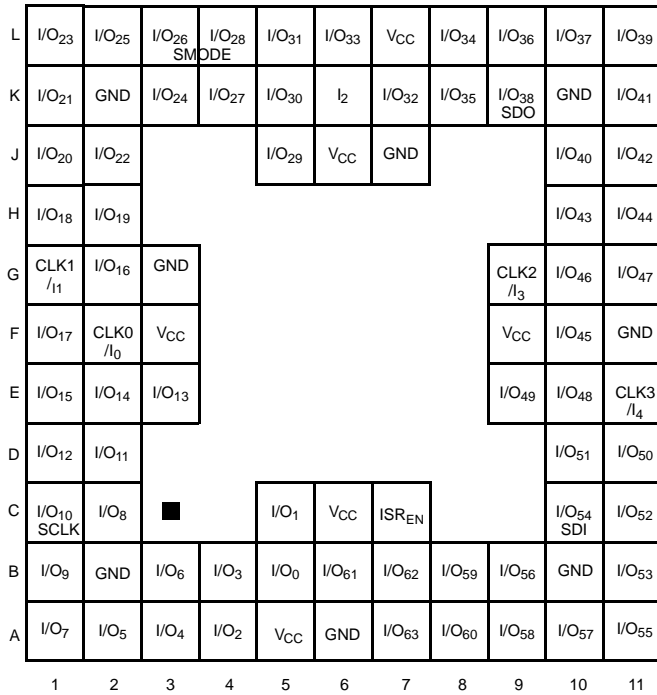 L I/O23 I/O25 I/O26 I/O28 I/O31 I/O33 VCC I/O34 I/O36 I/O37 I/O39
SMODE
K I/O21 GND I/O24 I/O27 I/O30 I2 I/O32 I/O35 I/O38 GND I/O41
SDO
J I/O20 I/O22 I/O29 VCC GND I/O40 I/O42
H I/O18 I/O19 I/O43 I/O44
G CLK1 I/O16 GND CLK2 I/O46 I/O47
/I1 /I3
F I/O17 CLK0 VCC VCC I/O45 GND
/I0
E I/O15 I/O14 I/O13 I/O49 I/O48 CLK3
/I4
D I/O12 I/O11 I/O51 I/O50
C I/O10 I/O8 I/O1 VCC ISREN I/O54 I/O52
SCLK SDI
B I/O9 GND I/O6 I/O3 I/O0 I/O61 I/O62 I/O59 I/O56 GND I/O53
A I/O7 I/O5 I/O4 I/O2 VCC GND I/O63 I/O60 I/O58 I/O57 I/O55
1 2 3 4 5 6 7 8 9 10 11